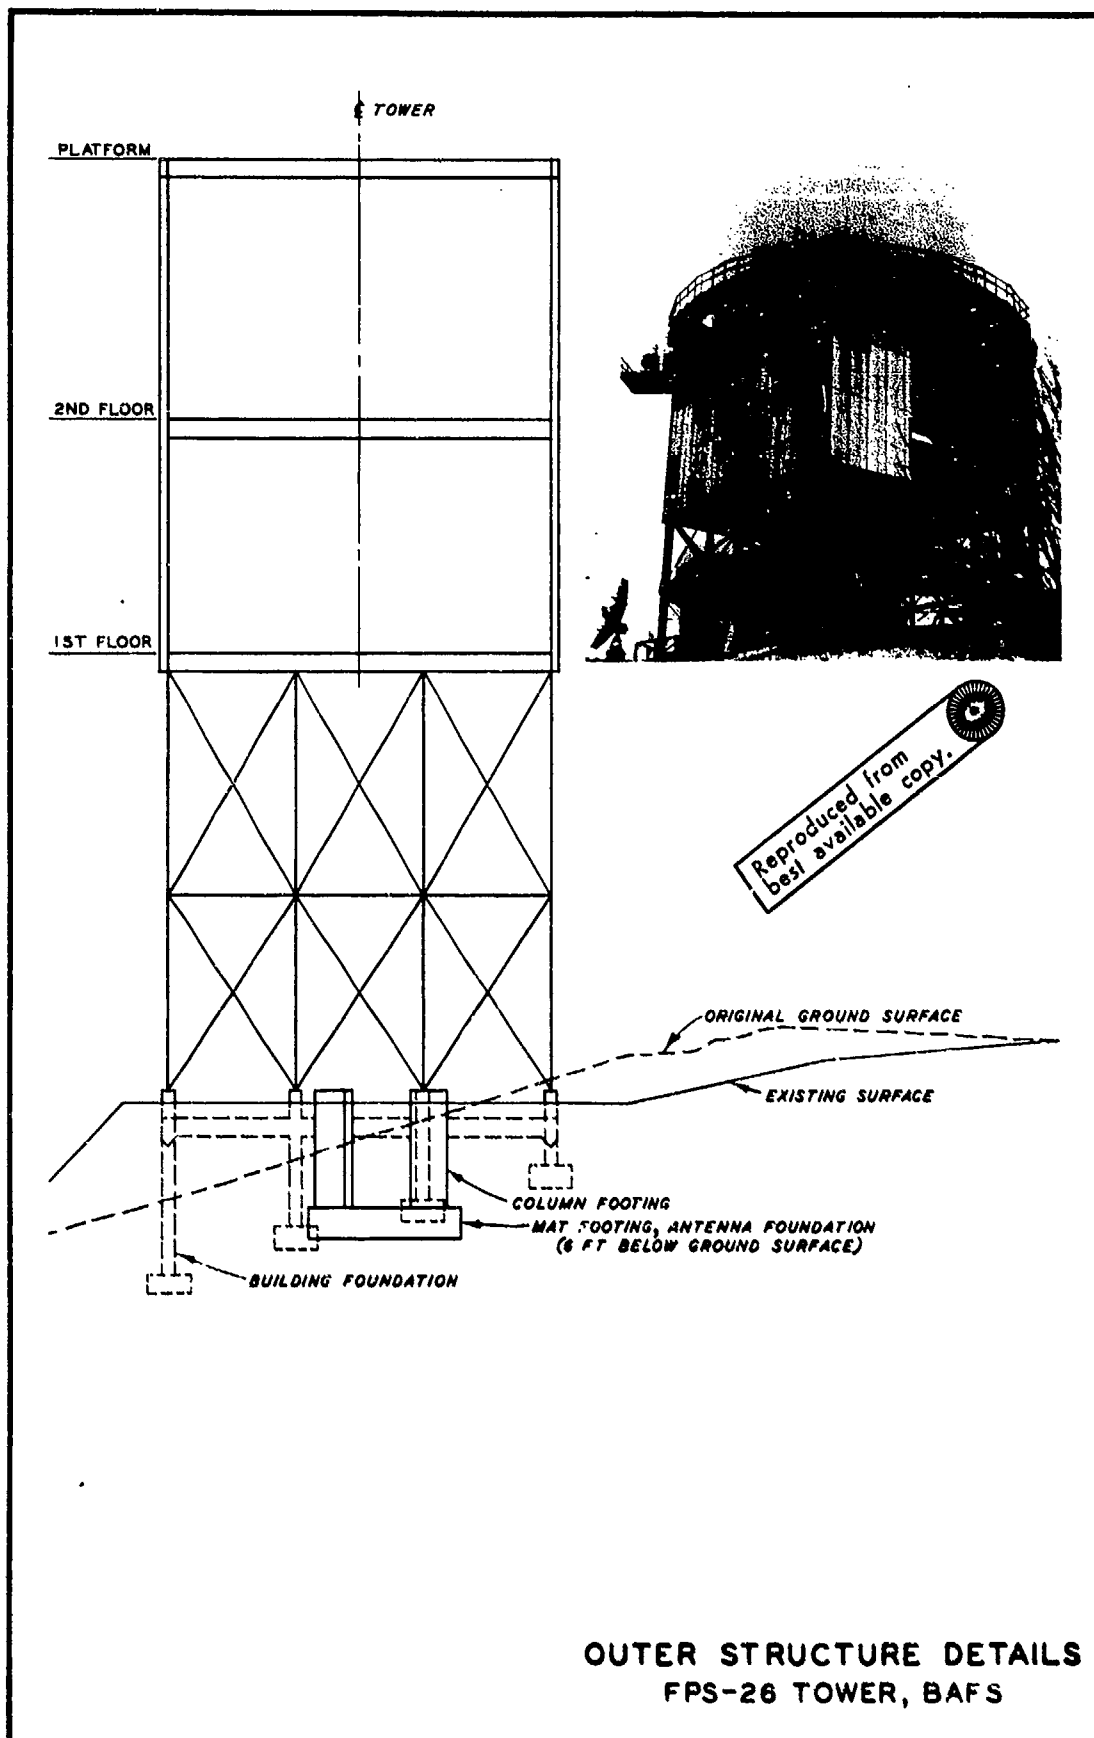 ℄ TOWER
PLATFORM
2ND FLOOR
1ST FLOOR
Reproduced from
best available copy.
ORIGINAL GROUND SURFACE
EXISTING SURFACE
COLUMN FOOTING
MAT FOOTING, ANTENNA FOUNDATION
(6 FT BELOW GROUND SURFACE)
BUILDING FOUNDATION
OUTER STRUCTURE DETAILS
FPS-26 TOWER, BAFS